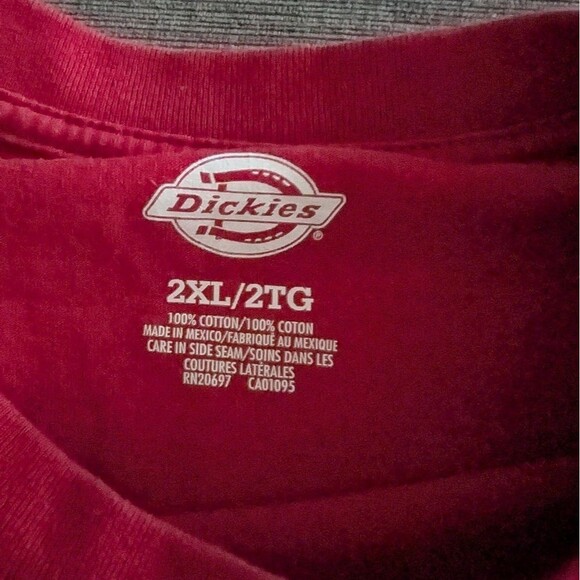 Dickies®
2XL/2TG
100% COTTON/100% COTON
MADE IN MEXICO/FABRIQUÉ AU MEXIQUE
CARE IN SIDE SEAM/SOINS DANS LES
COUTURES LATÉRALES
RN20697 CA01095